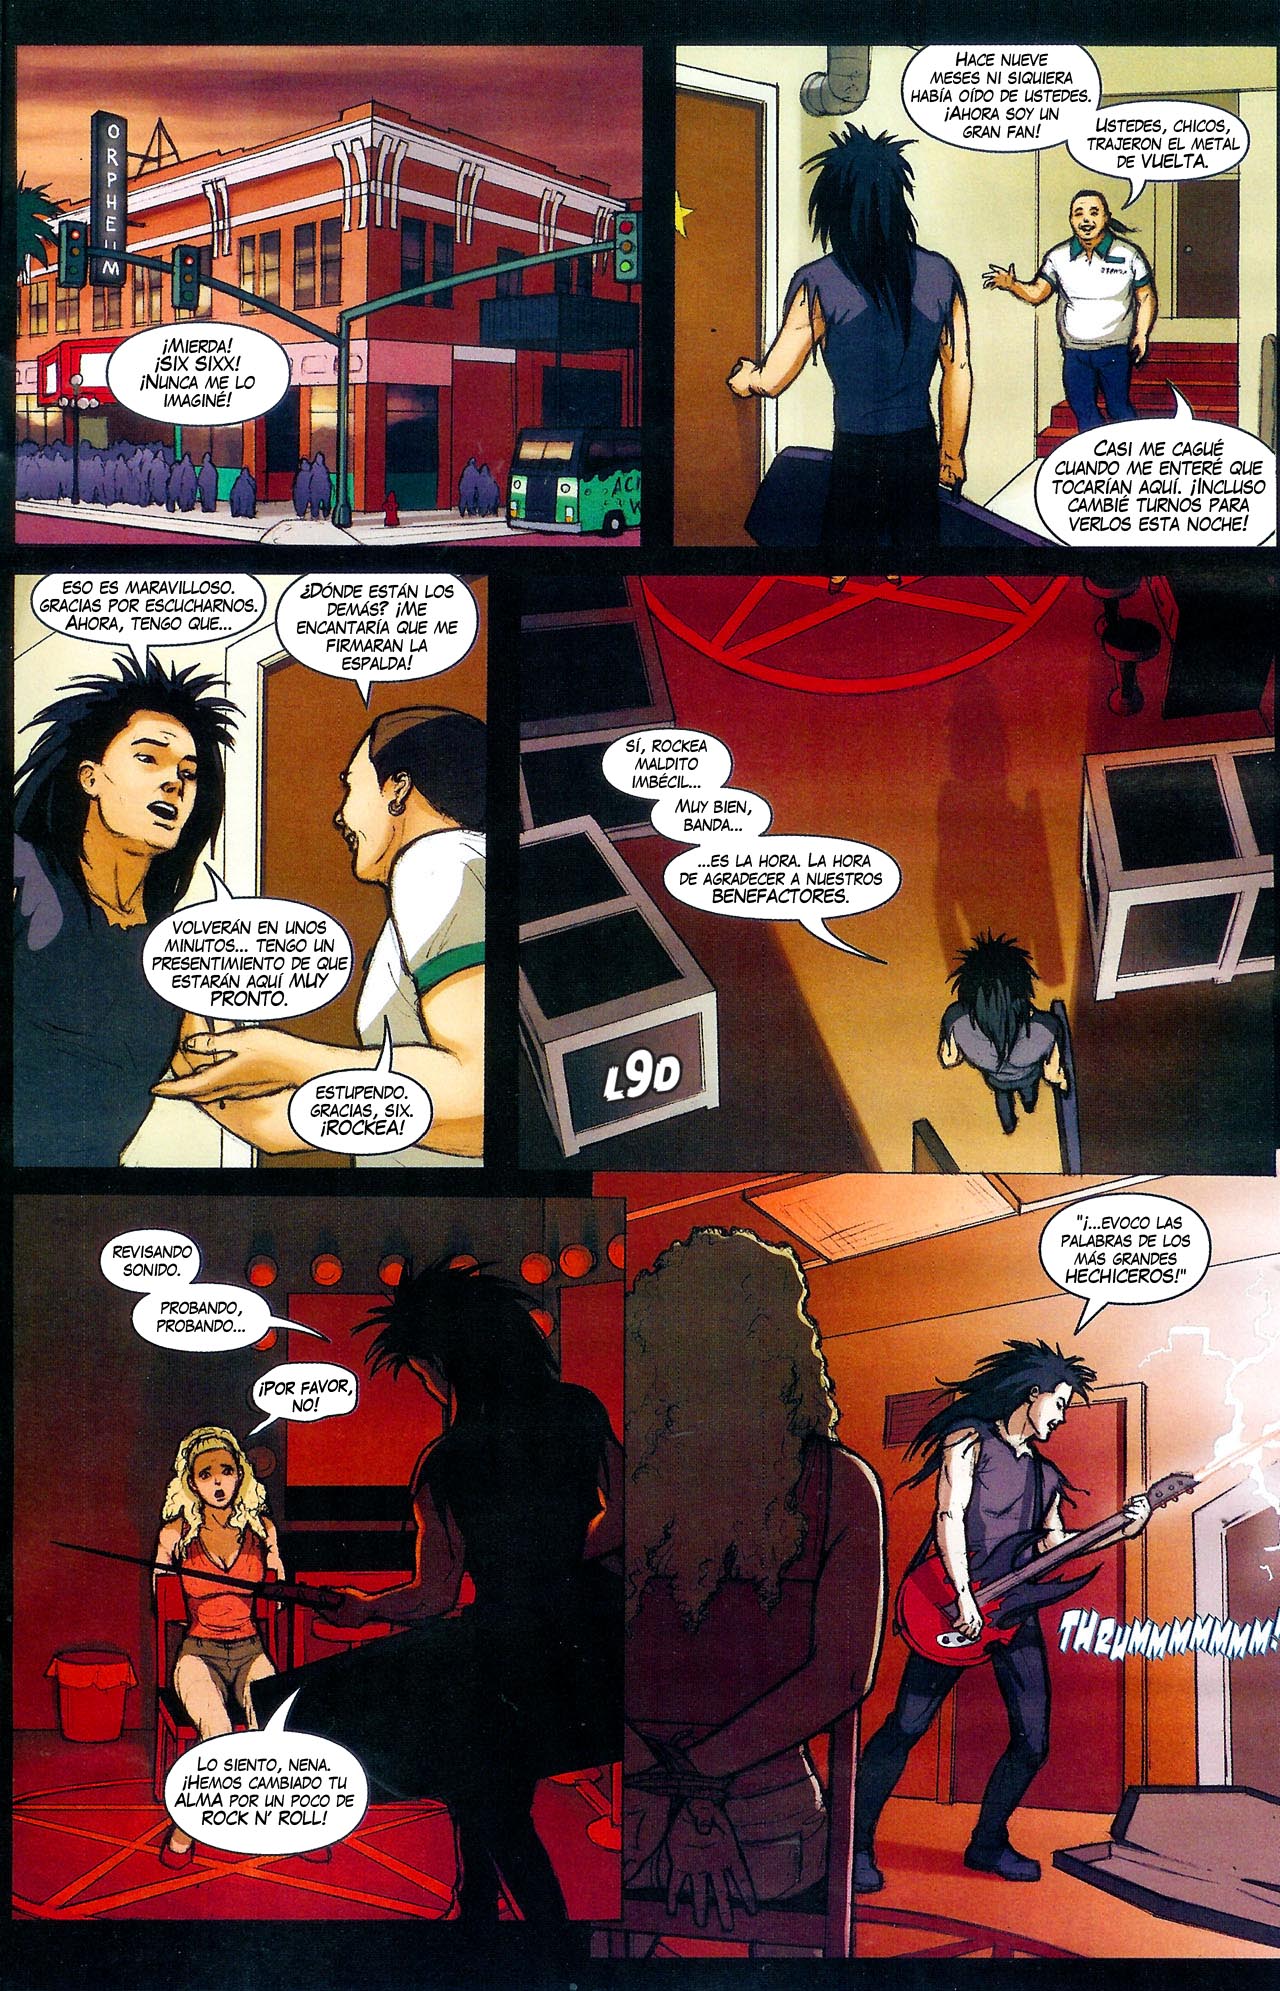 ORPHEUM
¡MIERDA!
¡SIX SIXX!
¡NUNCA ME LO
IMAGINÉ!
HACE NUEVE
MESES NI SIQUIERA
HABÍA OÍDO DE USTEDES.
¡AHORA SOY UN
GRAN FAN!
USTEDES, CHICOS,
TRAJERON EL METAL
DE VUELTA.
CASI ME CAGUÉ
CUANDO ME ENTERÉ QUE
TOCARÍAN AQUÍ. ¡INCLUSO
CAMBIÉ TURNOS PARA
VERLOS ESTA NOCHE!
ESO ES MARAVILLOSO.
GRACIAS POR ESCUCHARNOS.
AHORA, TENGO QUE...
¿DÓNDE ESTÁN LOS
DEMÁS? ¡ME
ENCANTARÍA QUE ME
FIRMARAN LA
ESPALDA!
VOLVERÁN EN UNOS
MINUTOS... TENGO UN
PRESENTIMIENTO DE QUE
ESTARÁN AQUÍ MUY
PRONTO.
ESTUPENDO.
GRACIAS, SIX.
¡ROCKEA!
SÍ, ROCKEA
MALDITO
IMBÉCIL...
MUY BIEN,
BANDA...
...ES LA HORA. LA HORA
DE AGRADECER A NUESTROS
BENEFACTORES.
L9D
REVISANDO
SONIDO.
PROBANDO,
PROBANDO...
¡POR FAVOR,
NO!
LO SIENTO, NENA.
¡HEMOS CAMBIADO TU
ALMA POR UN POCO DE
ROCK N' ROLL!
"¡...EVOCO LAS
PALABRAS DE LOS
MÁS GRANDES
HECHICEROS!"
THRUMMMMMMMM!